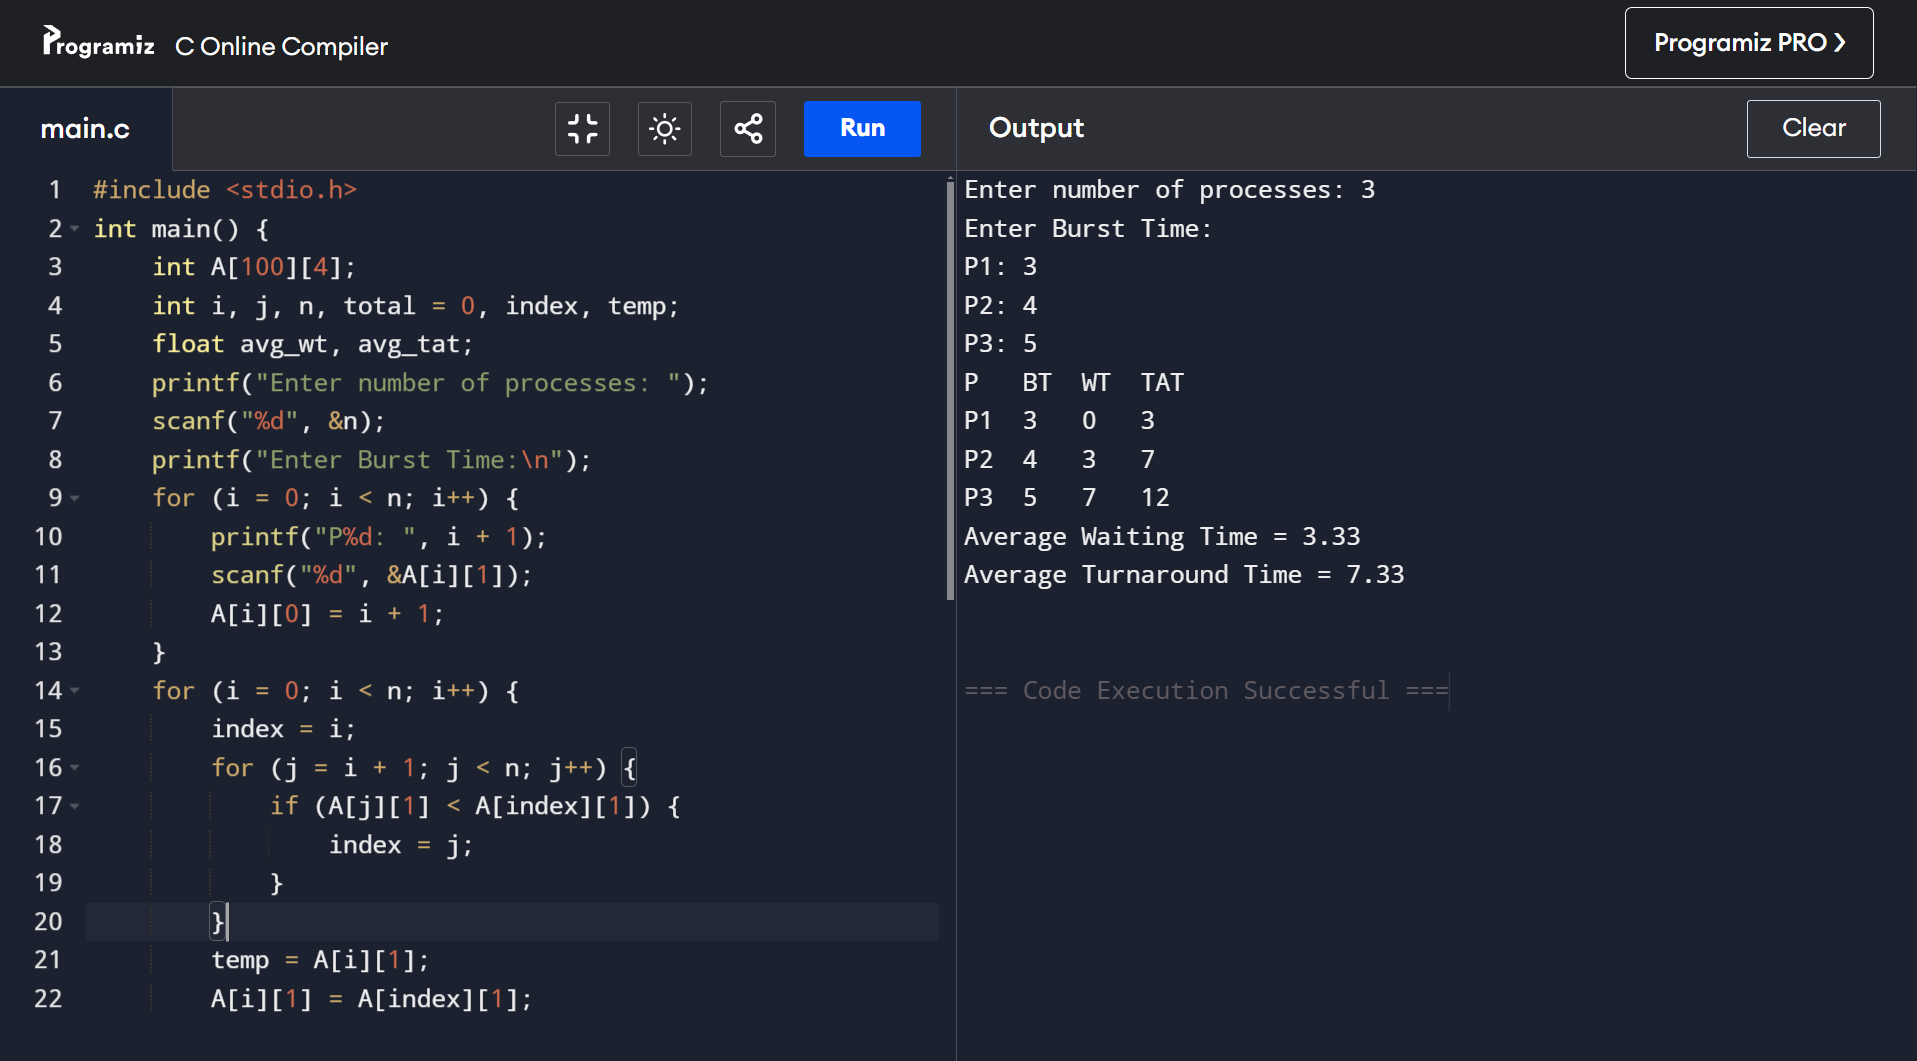 Programiz C Online Compiler
Programiz PRO ❯
main.c
Run
Output
Clear
1 #include <stdio.h>
2 int main() {
3     int A[100][4];
4     int i, j, n, total = 0, index, temp;
5     float avg_wt, avg_tat;
6     printf("Enter number of processes: ");
7     scanf("%d", &n);
8     printf("Enter Burst Time:\n");
9     for (i = 0; i < n; i++) {
10         printf("P%d: ", i + 1);
11         scanf("%d", &A[i][1]);
12         A[i][0] = i + 1;
13     }
14     for (i = 0; i < n; i++) {
15         index = i;
16         for (j = i + 1; j < n; j++) {
17             if (A[j][1] < A[index][1]) {
18                 index = j;
19             }
20         }
21         temp = A[i][1];
22         A[i][1] = A[index][1];
Enter number of processes: 3
Enter Burst Time:
P1: 3
P2: 4
P3: 5
P   BT  WT  TAT
P1  3   0   3
P2  4   3   7
P3  5   7   12
Average Waiting Time = 3.33
Average Turnaround Time = 7.33
=== Code Execution Successful ===